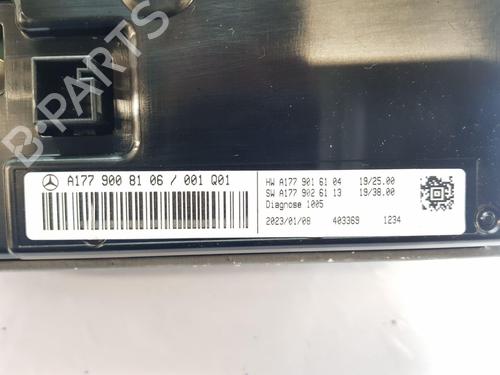 A177 900 81 06 / 001 Q01
HW A177 901 61 04 19/25.00
SW A177 902 61 13 19/38.00
Diagnose 1005
2023/01/08 403369 1234
B-PARTS